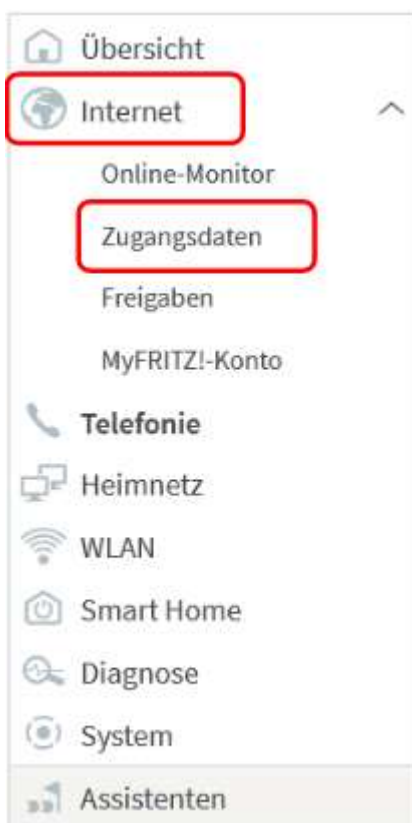 Übersicht
Internet
Online-Monitor
Zugangsdaten
Freigaben
MyFRITZ!-Konto
Telefonie
Heimnetz
WLAN
Smart Home
Diagnose
System
Assistenten